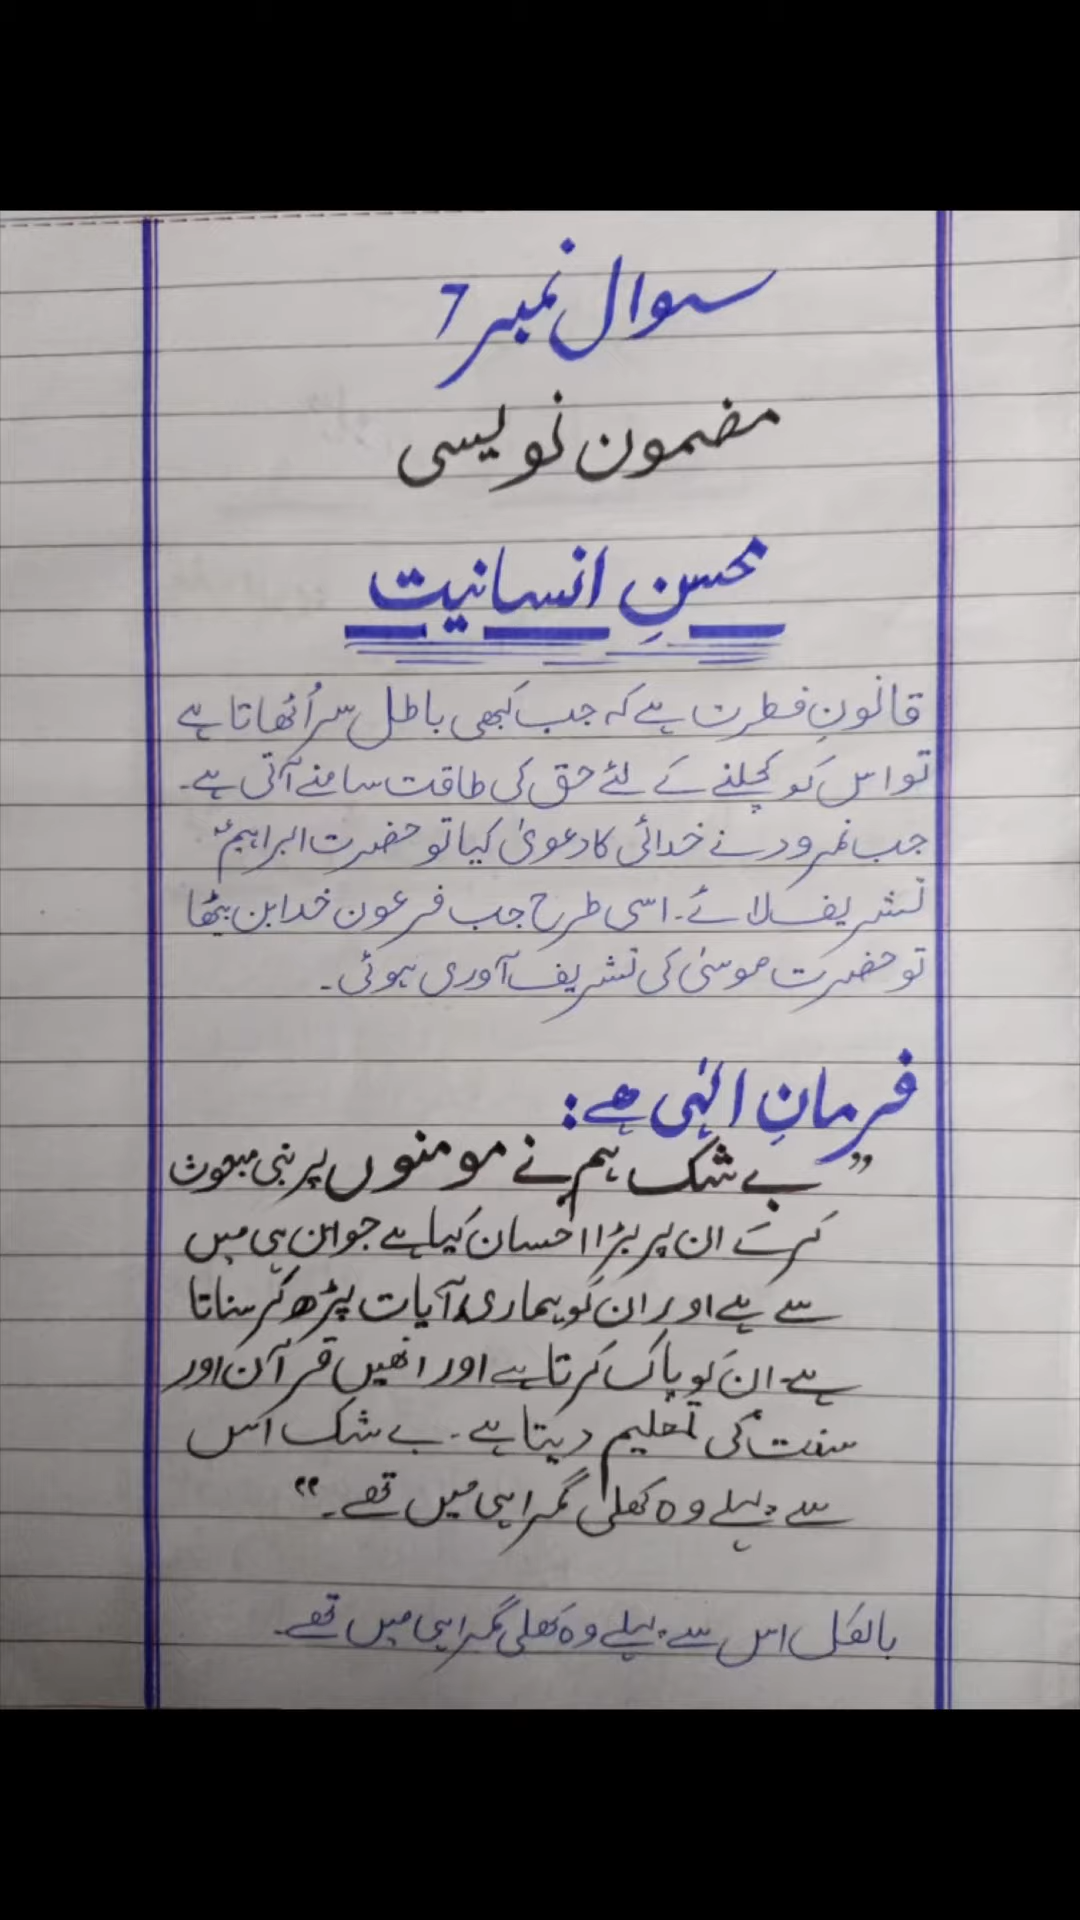 سوال نمبر 7
مضمون نویسی
محسنِ انسانیت
قانونِ فطرت ہے کہ جب کبھی باطل سر اُٹھاتا ہے
تو اس کو کچلنے کے لئے حق کی طاقت سامنے آتی ہے۔
جب نمرود نے خدائی کا دعویٰ کیا تو حضرت ابراہیمؑ
تشریف لائے۔ اسی طرح جب فرعون خدا بن بیٹھا
تو حضرت موسیٰ کی تشریف آوری ہوئی۔
فرمانِ الٰہی ہے:
”بے شک ہم نے مومنوں پر نبی مبعوث
کرکے ان پر بڑا احسان کیا ہے جو ان ہی میں
سے ہے اور ان کو ہماری آیات پڑھ کر سناتا
ہے۔ ان کو پاک کرتا ہے اور انھیں قرآن اور
سنت کی تعلیم دیتا ہے۔ بے شک اس
سے پہلے وہ کھلی گمراہی میں تھے۔“
بالکل اس سے پہلے وہ کھلی گمراہی میں تھے۔